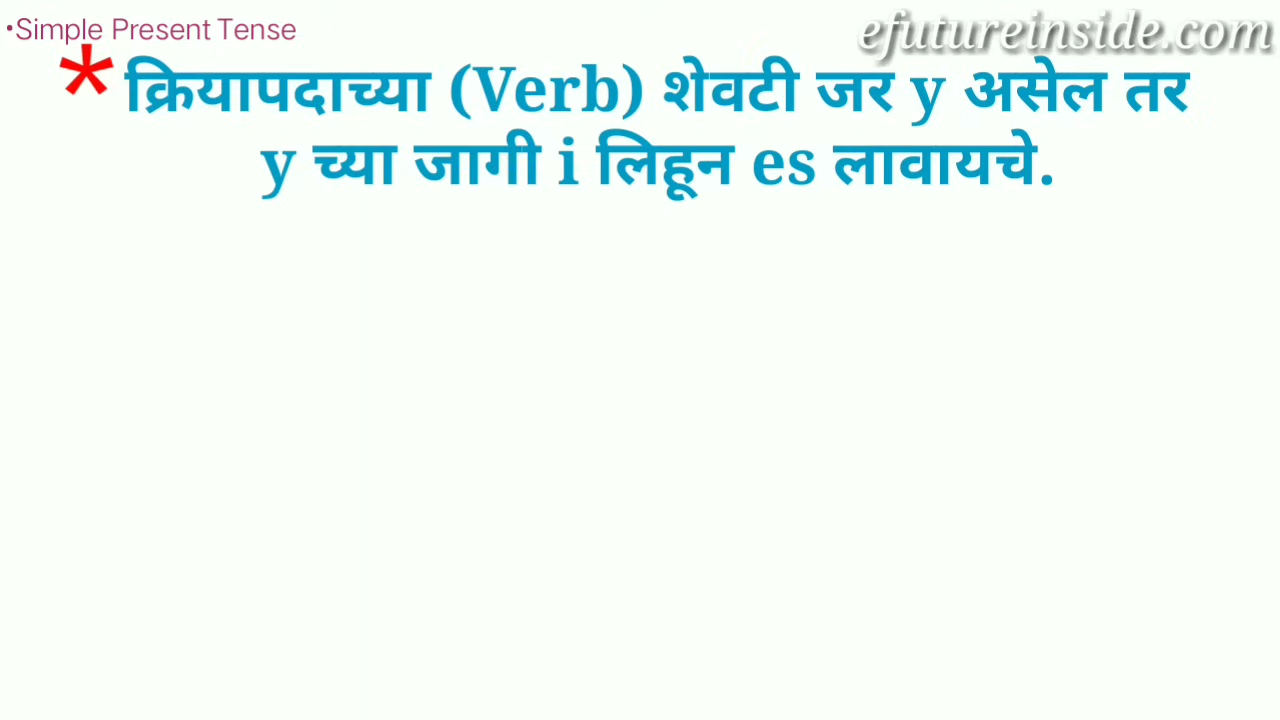 •Simple Present Tense
efutureinside.com
* क्रियापदाच्या (Verb) शेवटी जर y असेल तर
y च्या जागी i लिहून es लावायचे.